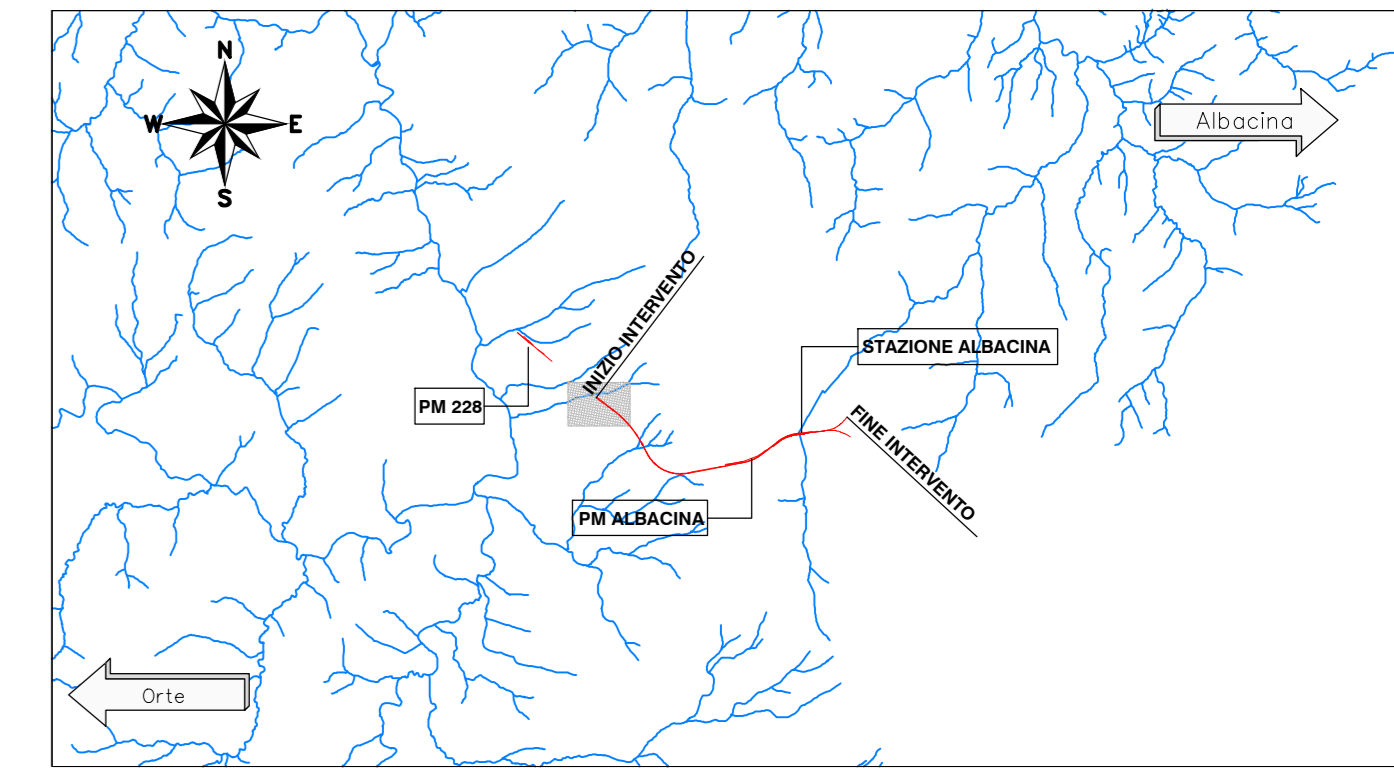 N
W
E
S
Albacina
INIZIO INTERVENTO
STAZIONE ALBACINA
PM 228
FINE INTERVENTO
PM ALBACINA
Orte